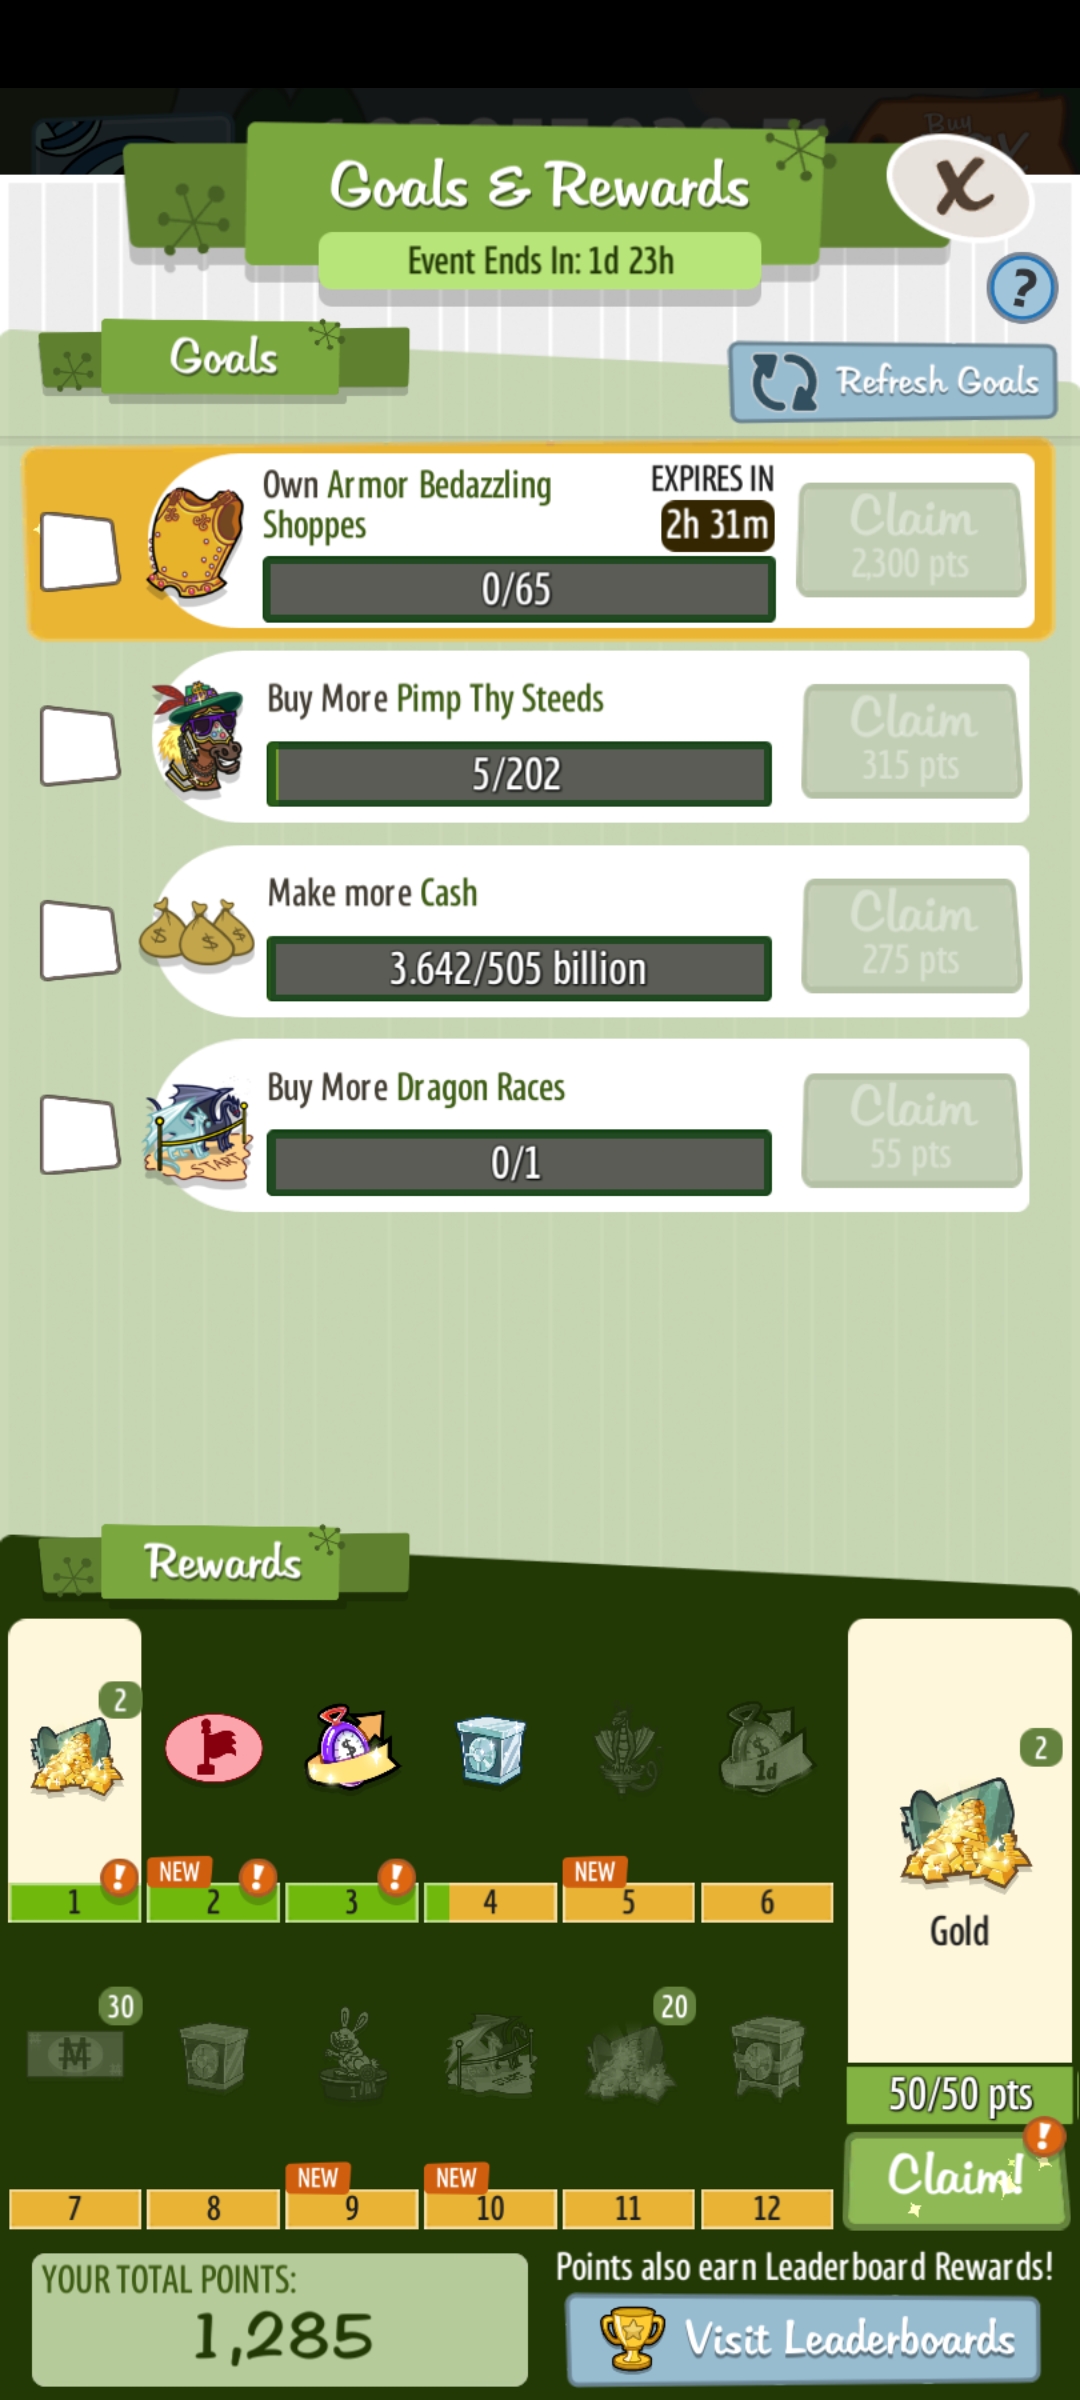 Buy
Goals & Rewards
X
Event Ends In: 1d 23h
?
Goals
Refresh Goals
Own Armor Bedazzling
Shoppes
EXPIRES IN
2h 31m
0/65
Claim
2,300 pts
Buy More Pimp Thy Steeds
5/202
Claim
315 pts
Make more Cash
3.642/505 billion
Claim
275 pts
Buy More Dragon Races
START
0/1
Claim
55 pts
Rewards
2
1d
2
Gold
!
NEW
!
!
NEW
1
2
3
4
5
6
30
20
50/50 pts
!
Claim!
NEW
NEW
7
8
9
10
11
12
YOUR TOTAL POINTS:
1,285
Points also earn Leaderboard Rewards!
Visit Leaderboards